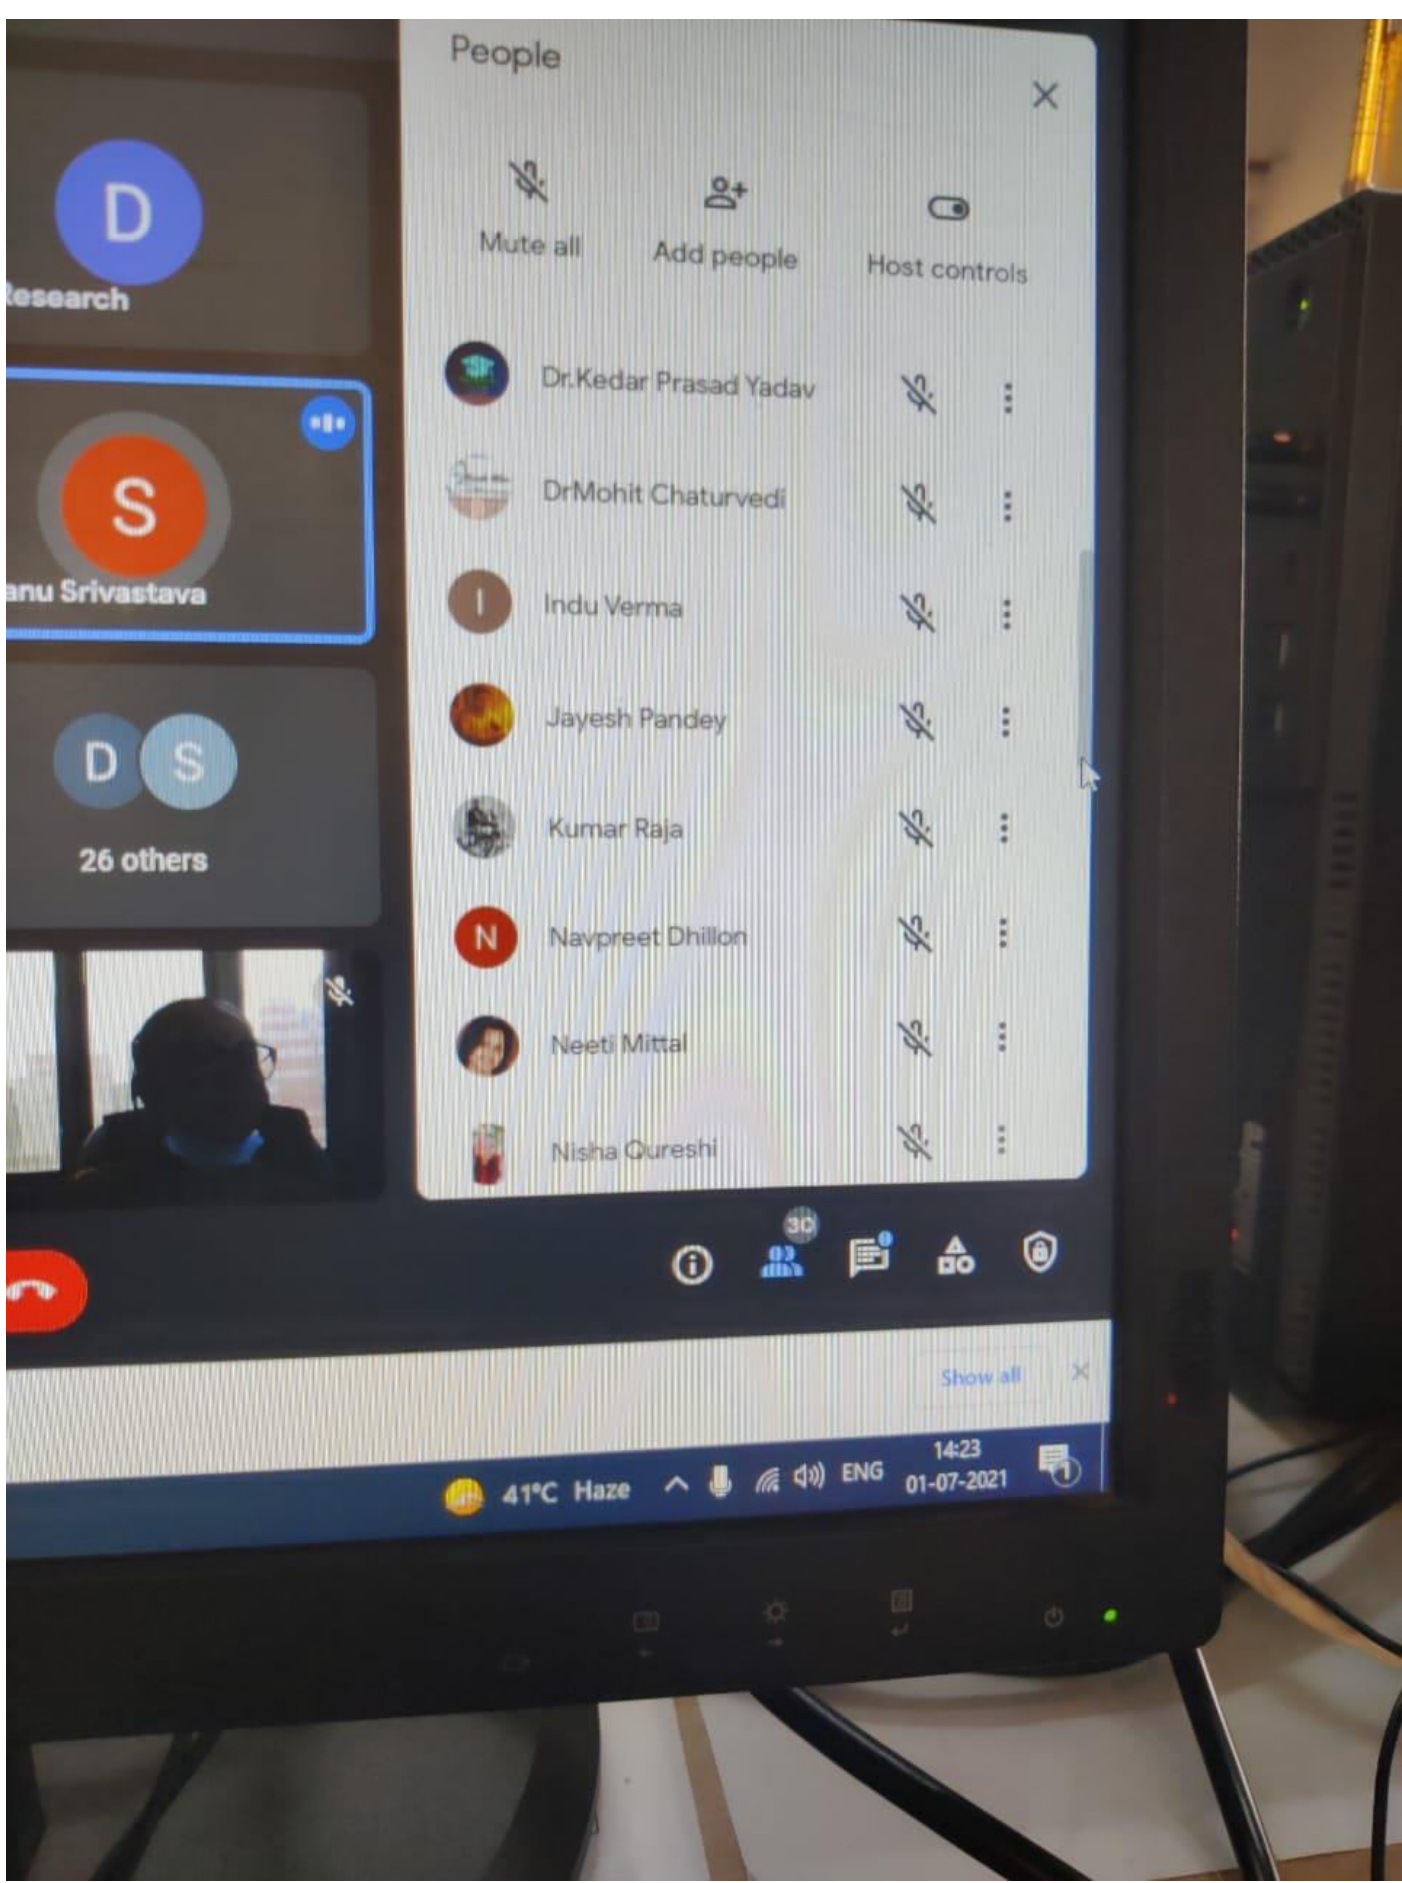 People
Mute all
Add people
Host controls
D
Research
Dr.Kedar Prasad Yadav
DrMohit Chaturvedi
S
anu Srivastava
I
Indu Verma
Jayesh Pandey
D S
26 others
Kumar Raja
N
Navpreet Dhillon
Neeti Mittal
Nisha Qureshi
30
Show all
41°C Haze
ENG
14:23
01-07-2021
1